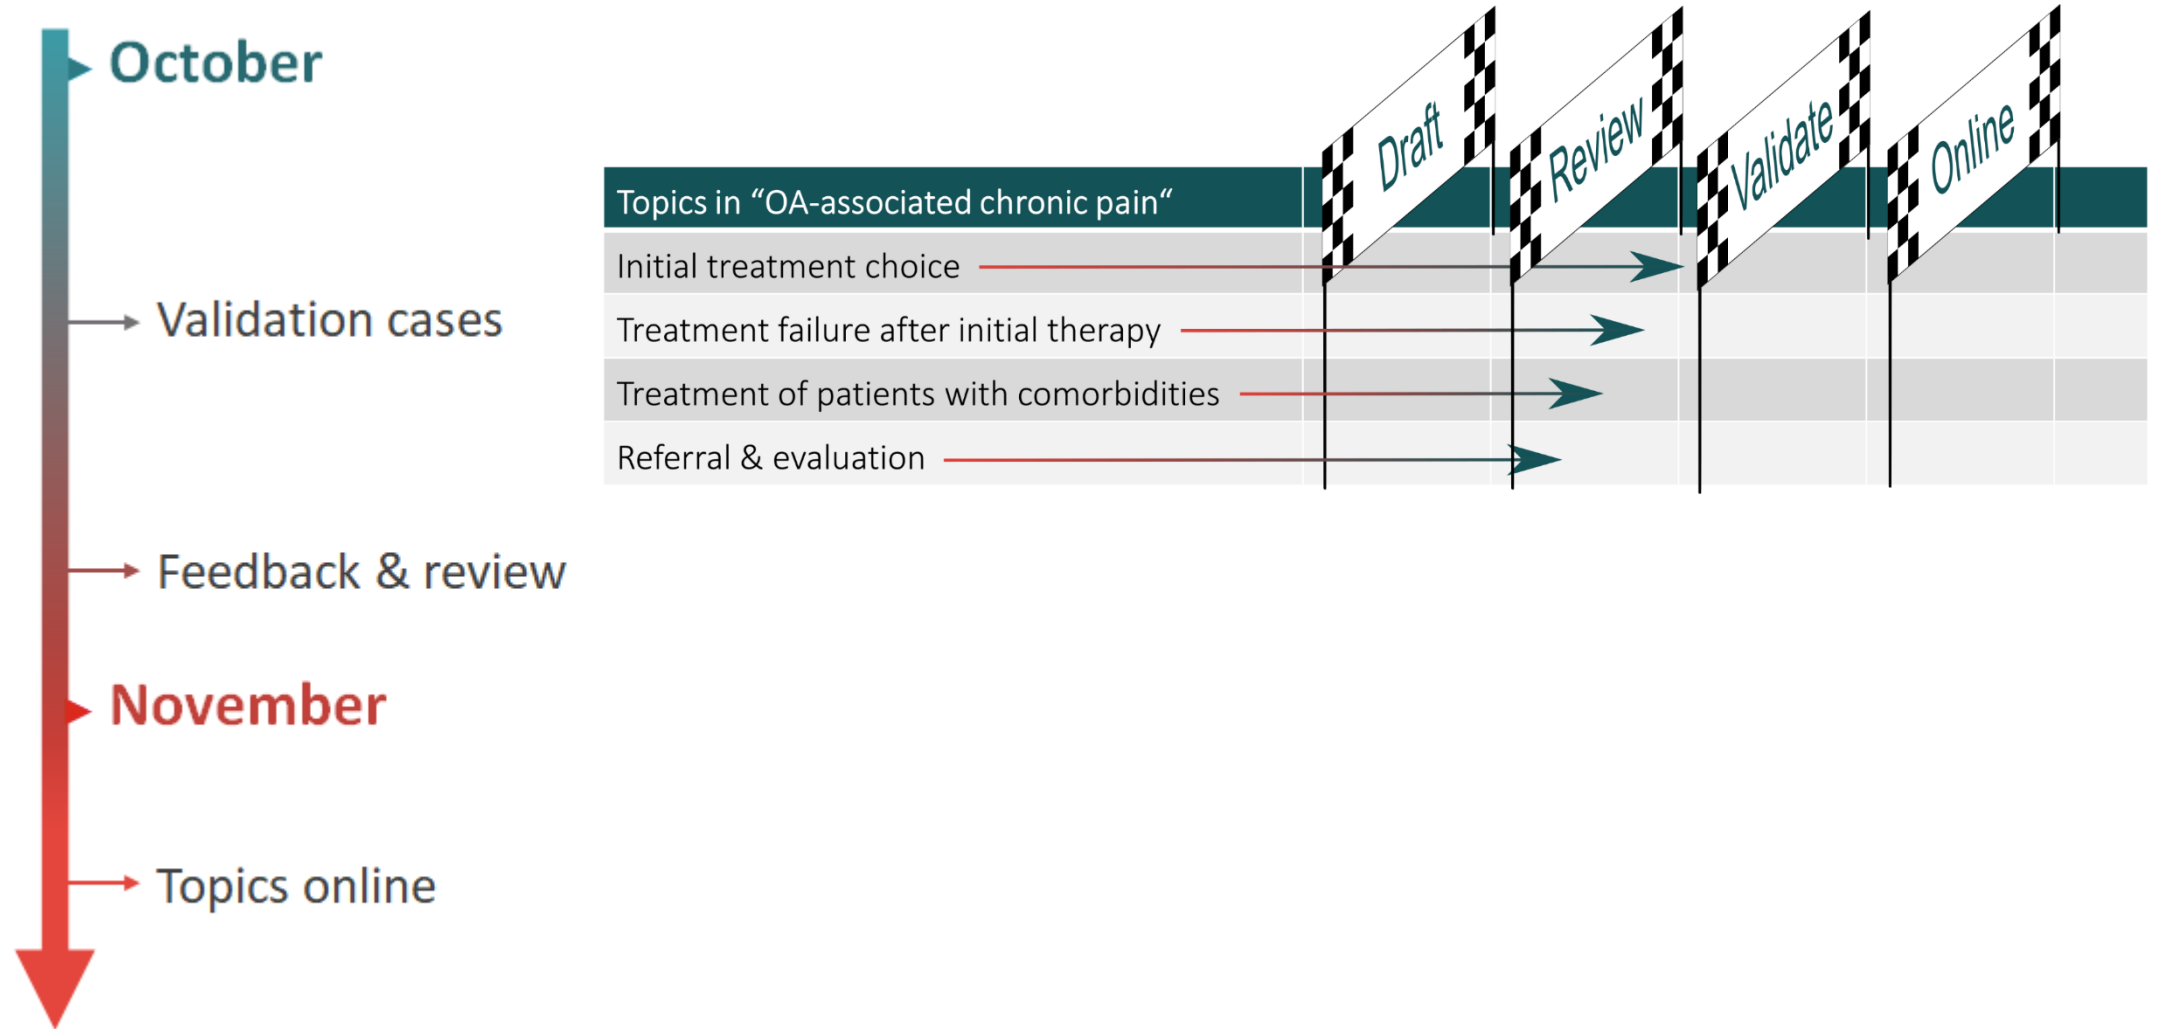 October
Validation cases
Feedback & review
November
Topics online
Draft
Review
Validate
Online
Topics in “OA-associated chronic pain“
Initial treatment choice
Treatment failure after initial therapy
Treatment of patients with comorbidities
Referral & evaluation